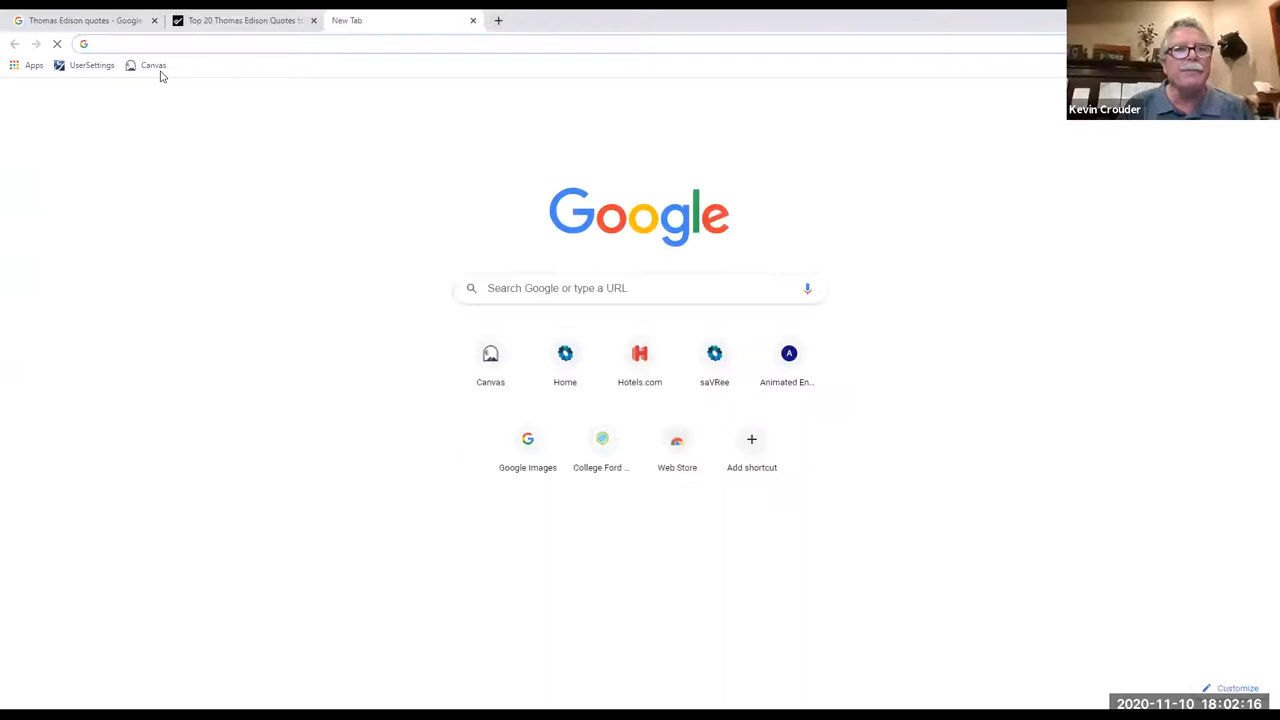 Thomas Edison quotes - Google
Top 20 Thomas Edison Quotes to
New Tab
Apps
UserSettings
Canvas
Kevin Crouder
Google
Search Google or type a URL
Canvas
Home
Hotels.com
saVRee
A
Animated En...
Google Images
College Ford ...
Web Store
Add shortcut
Customize
2020-11-10 18:02:16